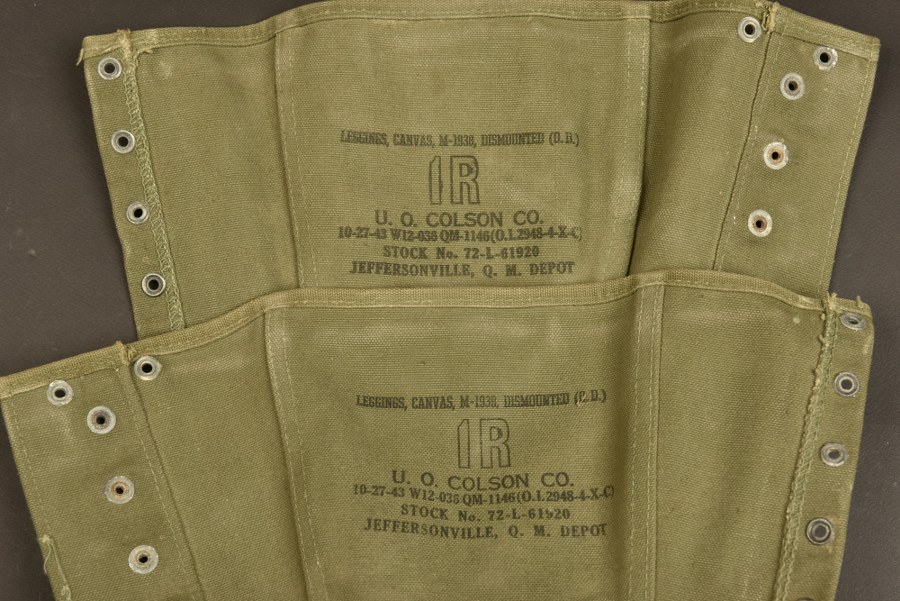 LEGGINGS, CANVAS, M-1938, DISMOUNTED (O.D.)
1R
U. O. COLSON CO.
10-27-43 W12-036 QM-1146(O.I.2948-4-X-C)
STOCK No. 72-L-61920
JEFFERSONVILLE, Q. M. DEPOT
LEGGINGS, CANVAS, M-1938, DISMOUNTED (O.D.)
1R
U. O. COLSON CO.
10-27-43 W12-036 QM-1146(O.I.2948-4-X-C)
STOCK No. 72-L-61920
JEFFERSONVILLE, Q. M. DEPOT